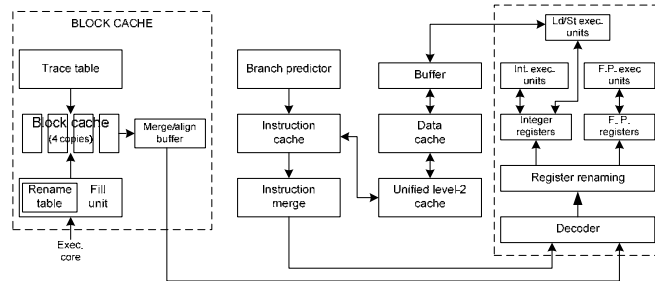 BLOCK CACHE
Trace table
Block cache
(4 copies)
Merge/align
buffer
Rename
table
Fill
unit
Exec.
core
Branch predictor
Instruction
cache
Instruction
merge
Buffer
Data
cache
Unified level-2
cache
Ld/St exec.
units
Int. exec.
units
F.P. exec.
units
Integer
registers
F. P.
registers
Register renaming
Decoder